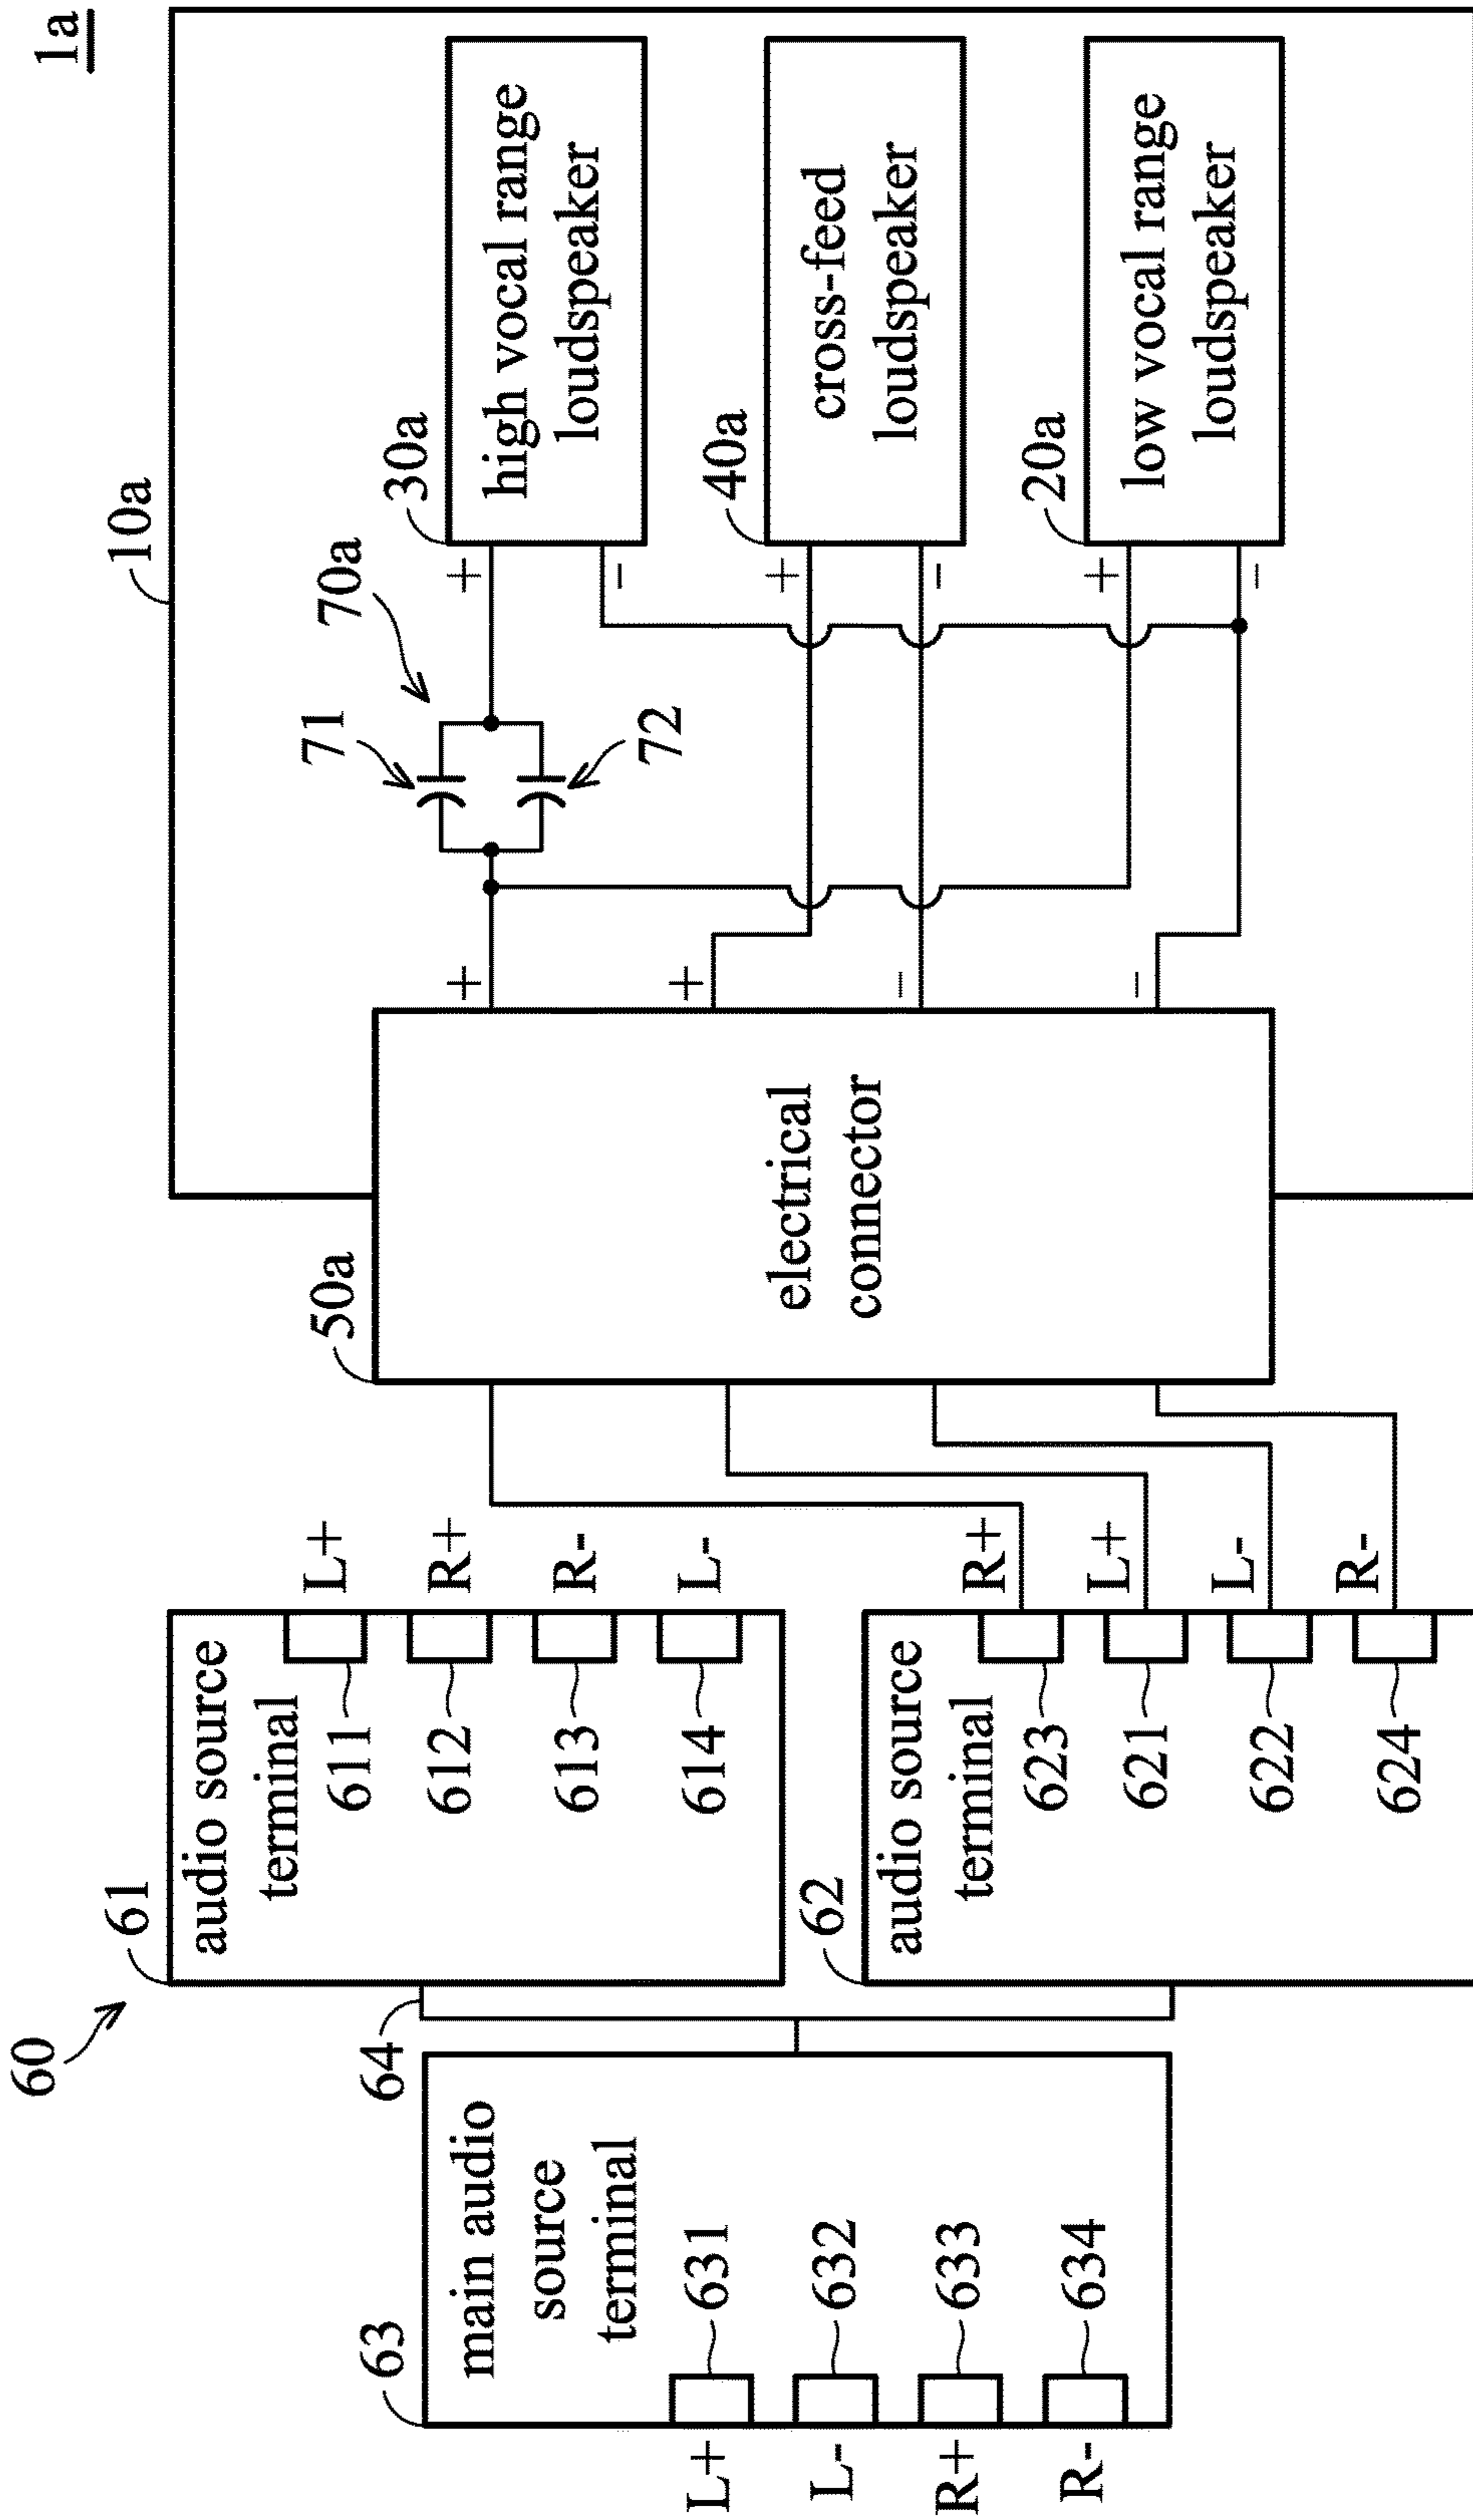 1a
10a
30a
high vocal range
loudspeaker
40a
cross-feed
loudspeaker
20a
low vocal range
loudspeaker
70a
71
72
+
-
+
-
+
-
+
+
-
-
50a
electrical
connector
60
61
audio source
terminal
611
L+
612
R+
613
R-
614
L-
62
audio source
terminal
623
R+
621
L+
622
L-
624
R-
64
63
main audio
source
terminal
631
L+
632
L-
633
R+
634
R-